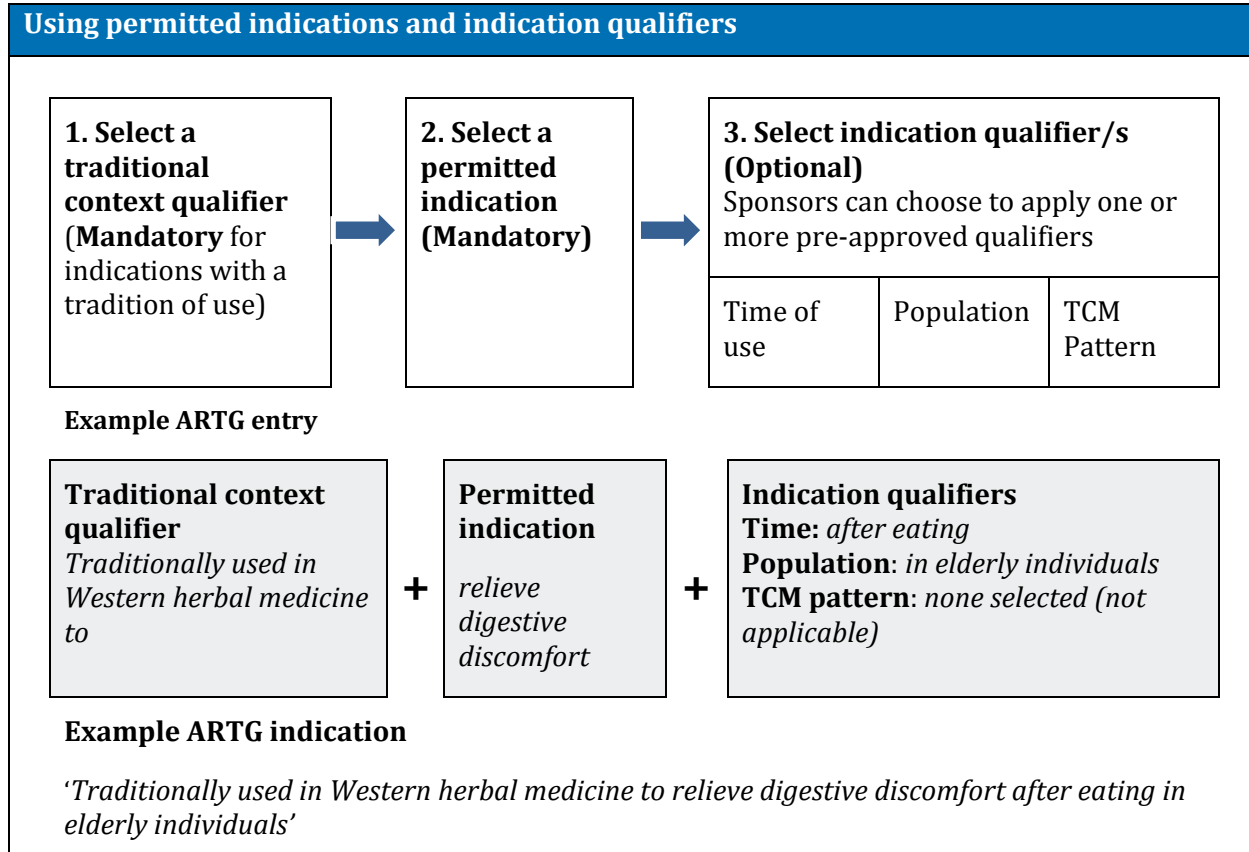 Using permitted indications and indication qualifiers
1. Select a
traditional
context qualifier
(Mandatory for
indications with a
tradition of use)
2. Select a
permitted
indication
(Mandatory)
3. Select indication qualifier/s
(Optional)
Sponsors can choose to apply one or
more pre-approved qualifiers
Time of
use
Population
TCM
Pattern
Example ARTG entry
Traditional context
qualifier
Traditionally used in
Western herbal medicine
to
+
Permitted
indication
relieve
digestive
discomfort
+
Indication qualifiers
Time: after eating
Population: in elderly individuals
TCM pattern: none selected (not
applicable)
Example ARTG indication
‘Traditionally used in Western herbal medicine to relieve digestive discomfort after eating in
elderly individuals’